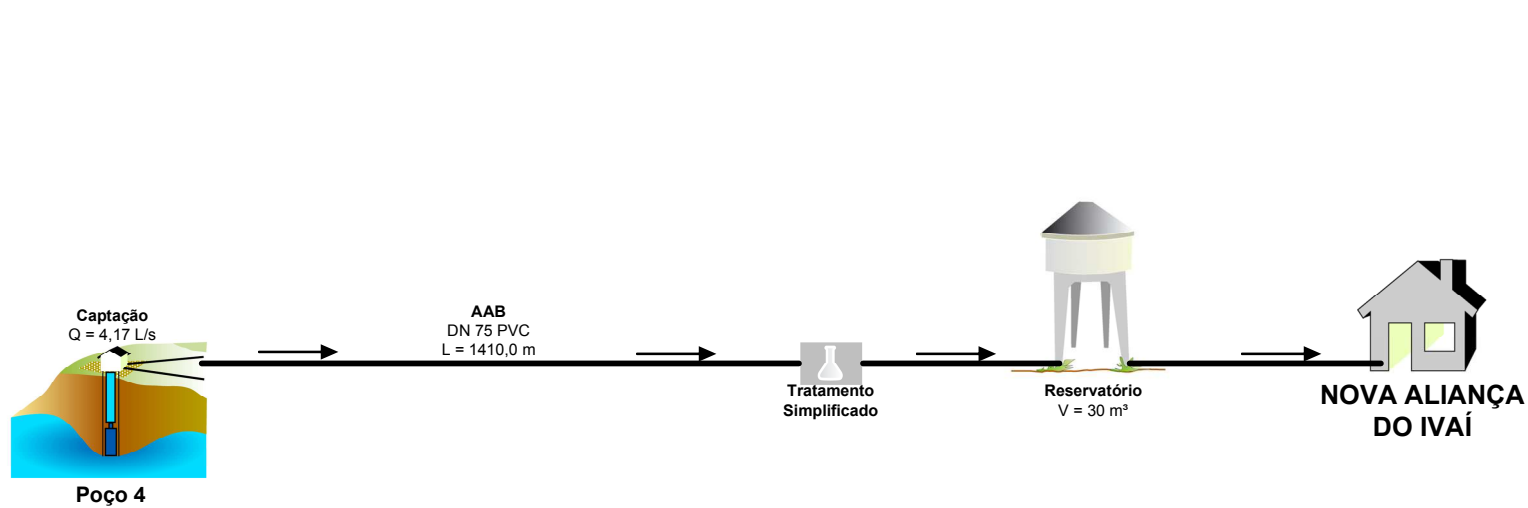 Captação
Q = 4,17 L/s
Poço 4
AAB
DN 75 PVC
L = 1410,0 m
Tratamento
Simplificado
Reservatório
V = 30 m³
NOVA ALIANÇA
DO IVAÍ